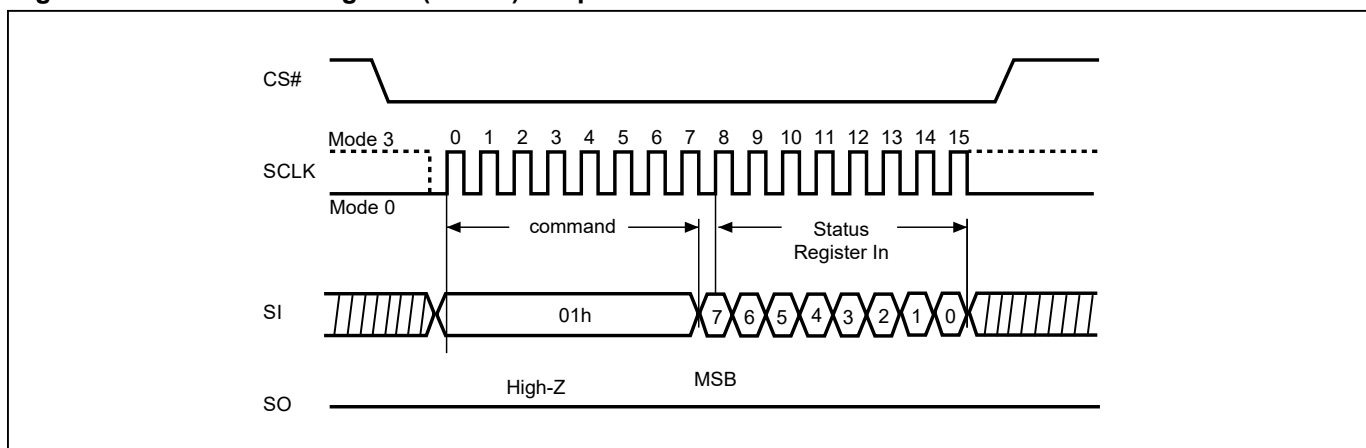 CS#
Mode 3
0 1 2 3 4 5 6 7 8 9 10 11 12 13 14 15
SCLK
Mode 0
command
Status
Register In
SI
01h
7 6 5 4 3 2 1 0
High-Z
MSB
SO